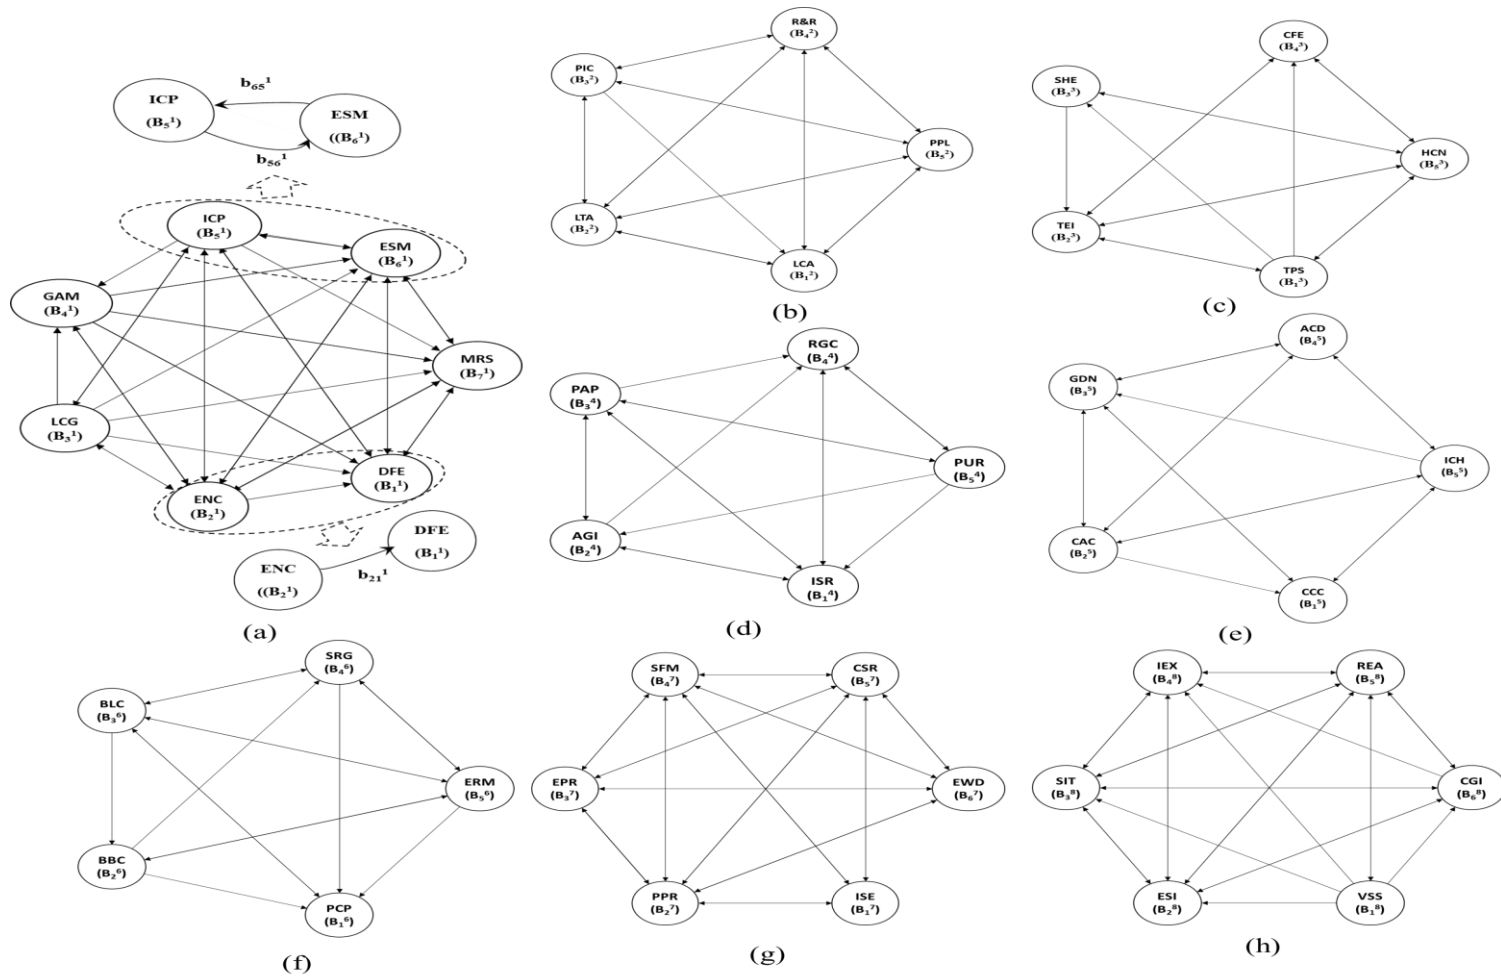 b₆₅¹
ICP
(B₅¹)
ESM
((B₆¹)
b₅₆¹
ICP
(B₅¹)
ESM
(B₆¹)
GAM
(B₄¹)
MRS
(B₇¹)
LCG
(B₃¹)
DFE
(B₁¹)
ENC
(B₂¹)
DFE
(B₁¹)
ENC
((B₂¹)
b₂₁¹
(a)
R&R
(B₄²)
PIC
(B₃²)
PPL
(B₅²)
LTA
(B₂²)
LCA
(B₁²)
(b)
CFE
(B₄³)
SHE
(B₃³)
HCN
(B₅³)
TEI
(B₂³)
TPS
(B₁³)
(c)
RGC
(B₄⁴)
PAP
(B₃⁴)
PUR
(B₅⁴)
AGI
(B₂⁴)
ISR
(B₁⁴)
(d)
ACD
(B₄⁵)
GDN
(B₃⁵)
ICH
(B₅⁵)
CAC
(B₂⁵)
CCC
(B₁⁵)
(e)
SRG
(B₄⁶)
BLC
(B₃⁶)
ERM
(B₅⁶)
BBC
(B₂⁶)
PCP
(B₁⁶)
(f)
SFM
(B₄⁷)
CSR
(B₅⁷)
EPR
(B₃⁷)
EWD
(B₆⁷)
PPR
(B₂⁷)
ISE
(B₁⁷)
(g)
IEX
(B₄⁸)
REA
(B₅⁸)
SIT
(B₃⁸)
CGI
(B₆⁸)
ESI
(B₂⁸)
VSS
(B₁⁸)
(h)